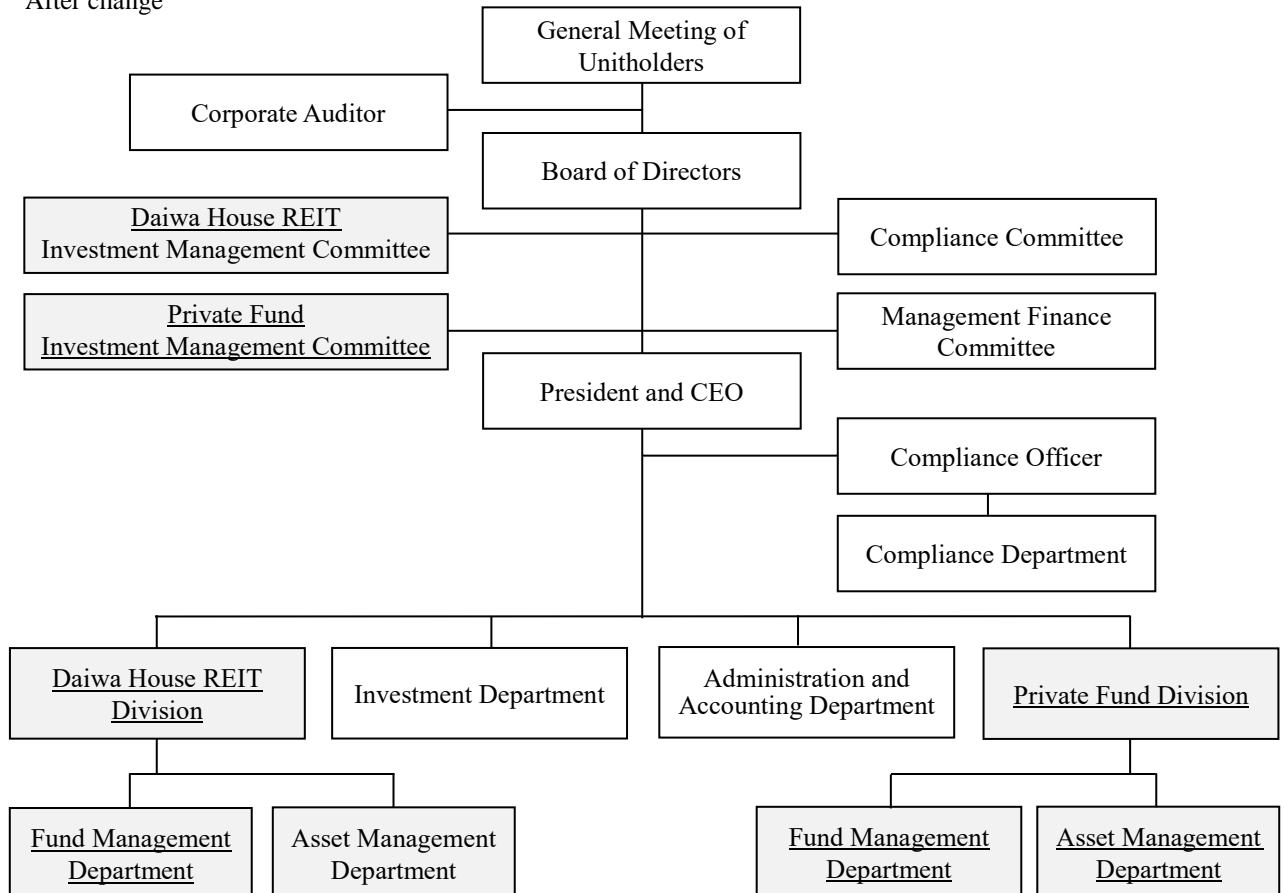 After change
General Meeting of
Unitholders
Corporate Auditor
Board of Directors
Daiwa House REIT
Investment Management Committee
Compliance Committee
Private Fund
Investment Management Committee
Management Finance
Committee
President and CEO
Compliance Officer
Compliance Department
Daiwa House REIT
Division
Investment Department
Administration and
Accounting Department
Private Fund Division
Fund Management
Department
Asset Management
Department
Fund Management
Department
Asset Management
Department